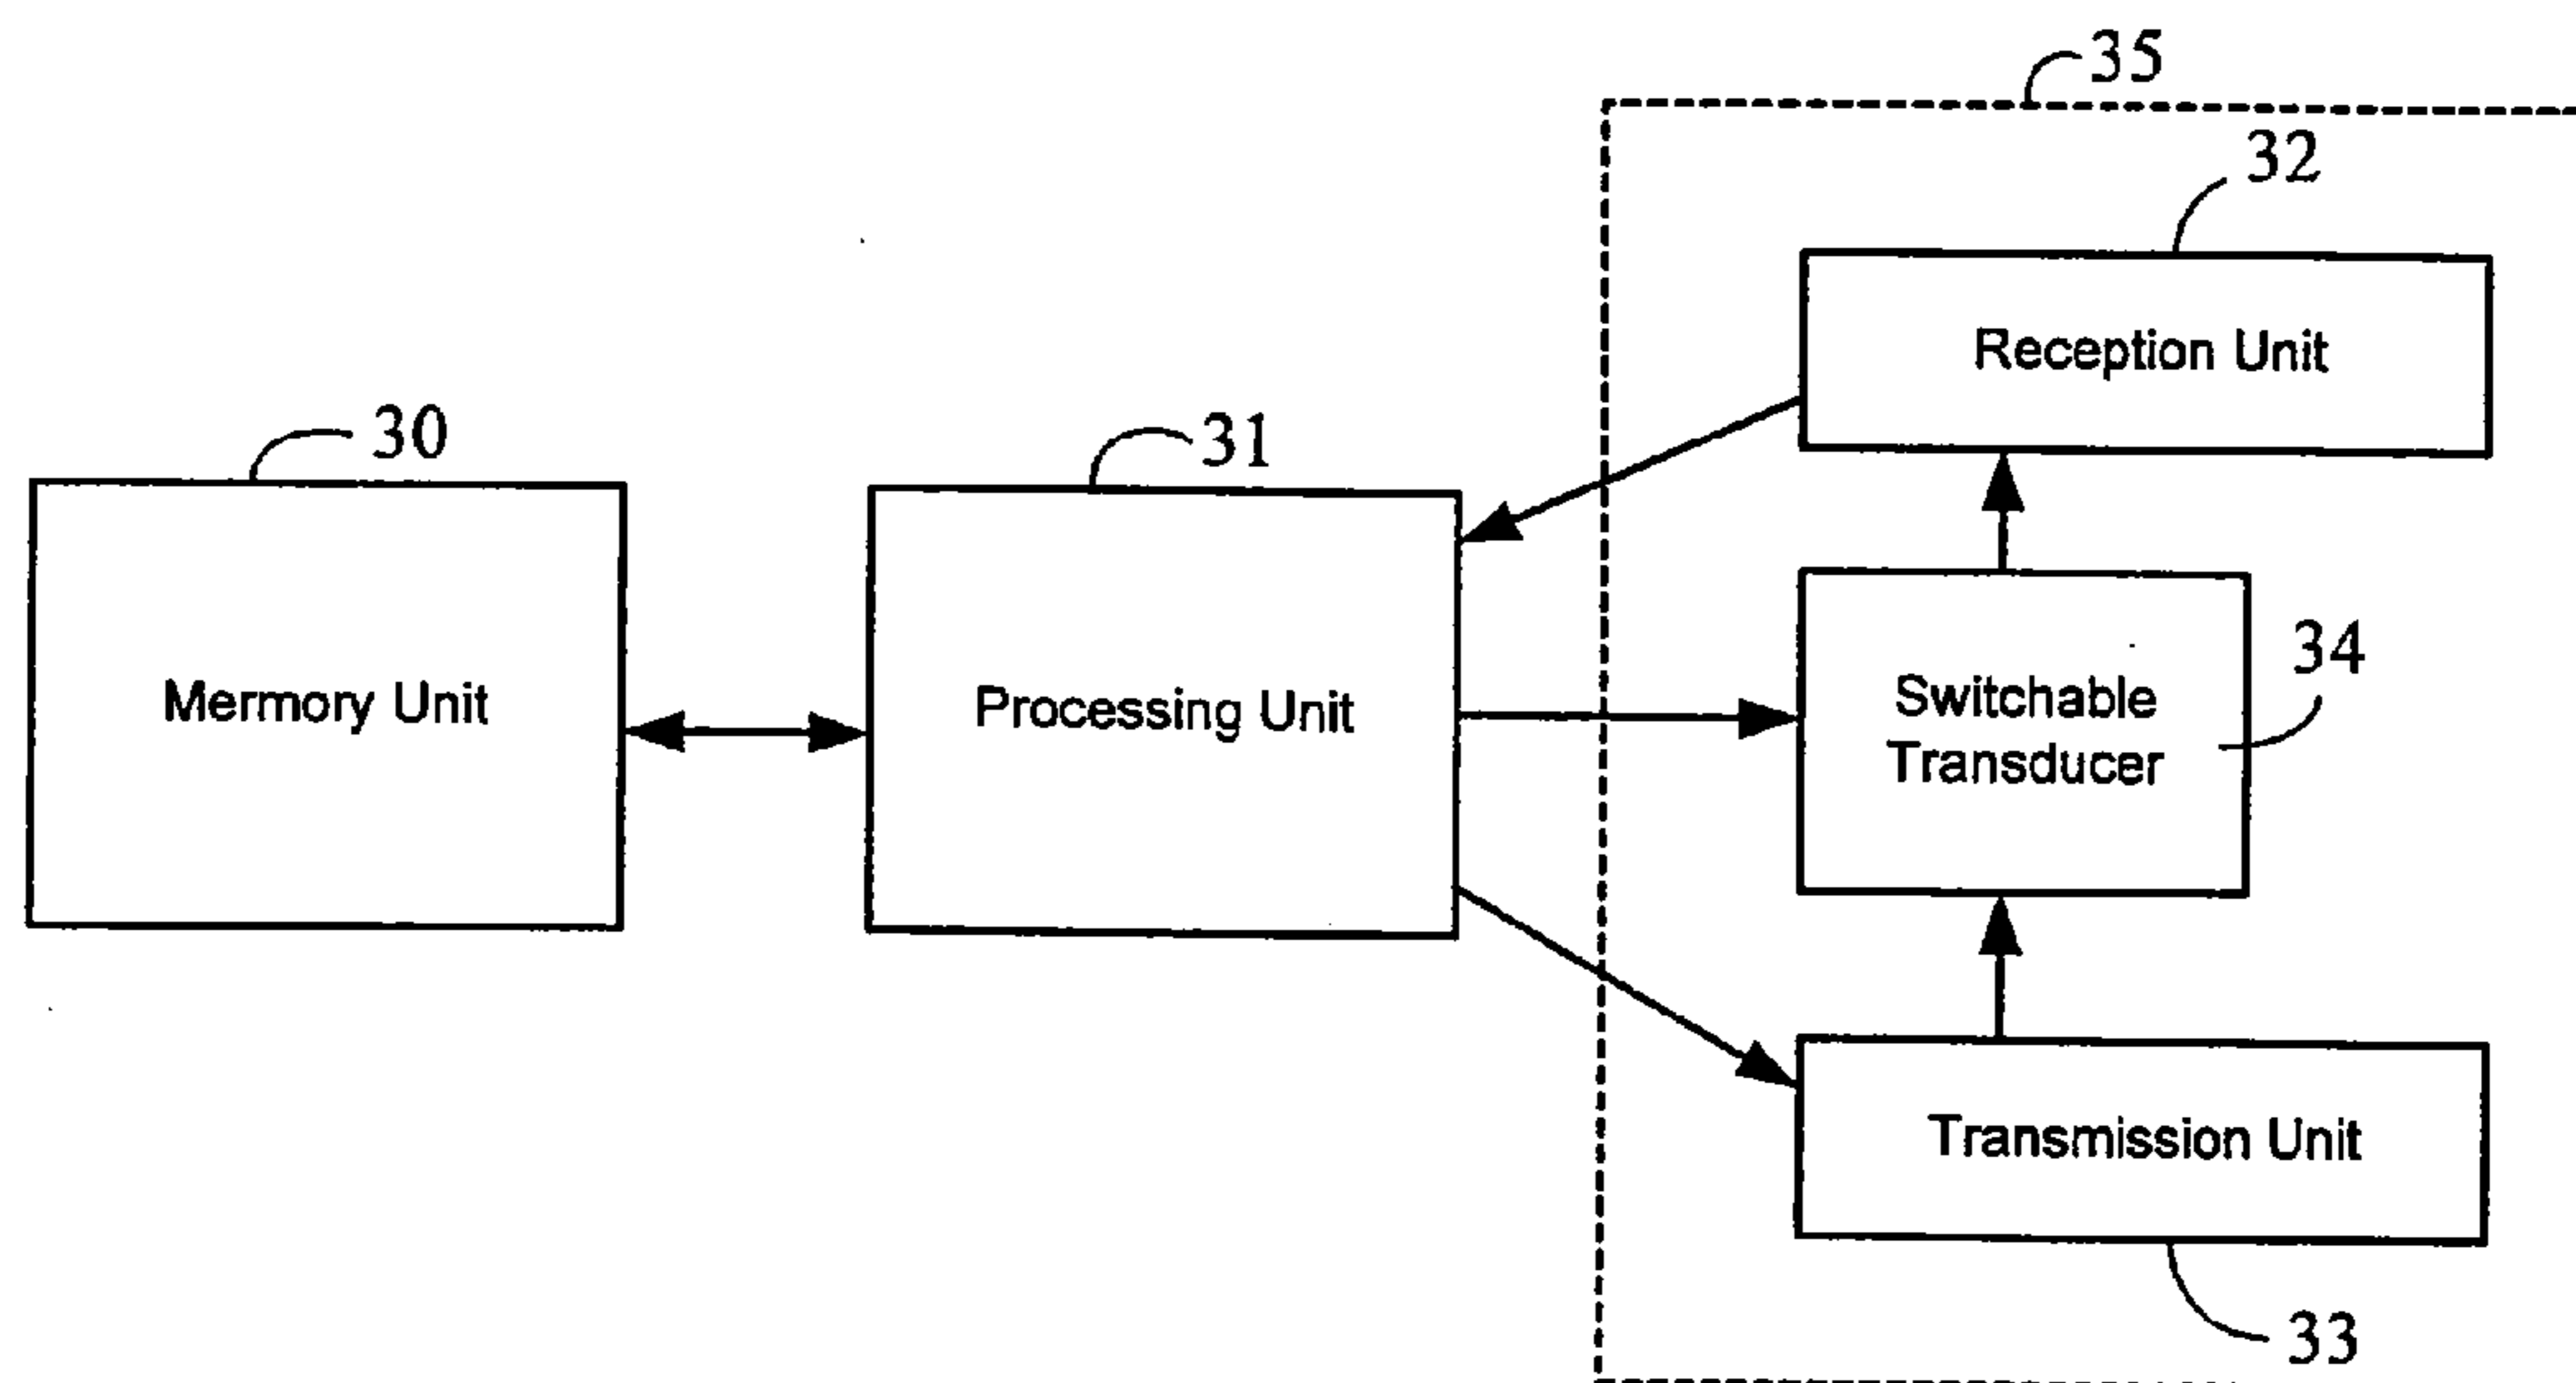 35
32
Reception Unit
30
31
Mermory Unit
Processing Unit
34
Switchable
Transducer
Transmission Unit
33